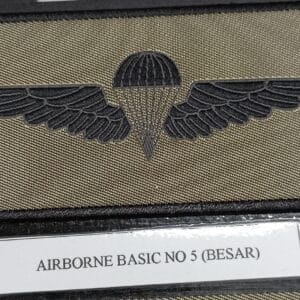 AIRBORNE BASIC NO 5 (BESAR)